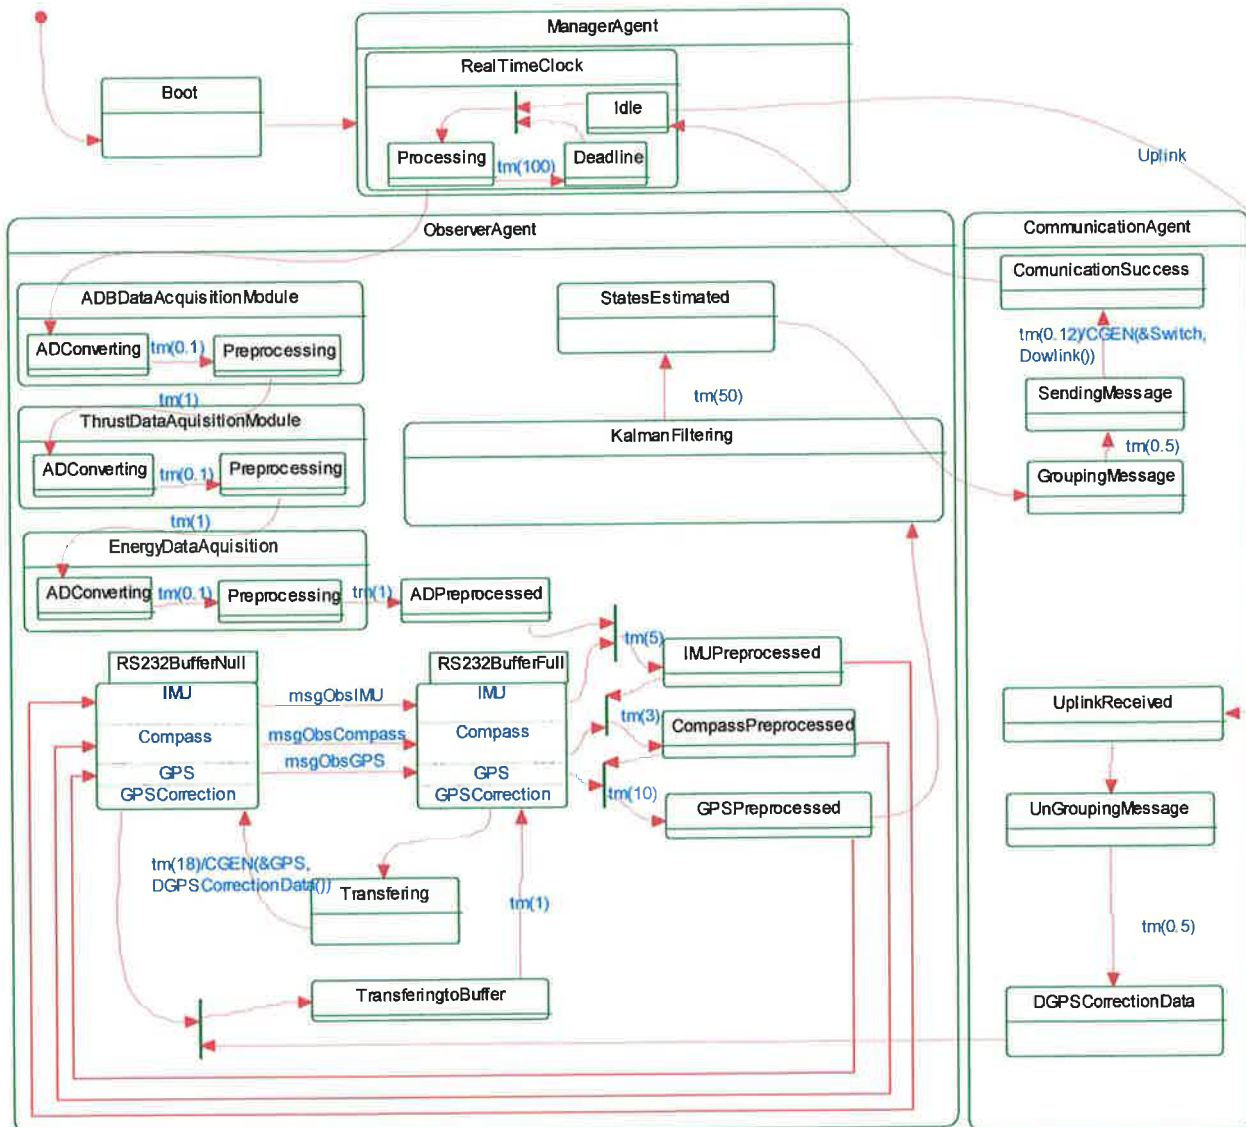 ManagerAgent
RealTimeClock
Boot
Idle
Processing
tm(100)
Deadline
Uplink
ObserverAgent
CommunicationAgent
ADBDataAcquisitionModule
ADConverting
tm(0.1)
Preprocessing
tm(1)
StatesEstimated
ComunicationSuccess
tm(0.12)/CGEN(&Switch,
Dowlink())
ThrustDataAquisitionModule
ADConverting
tm(0.1)
Preprocessing
tm(1)
tm(50)
KalmanFiltering
SendingMessage
tm(0.5)
GroupingMessage
EnergyDataAquisition
ADConverting
tm(0.1)
Preprocessing
tm(1)
ADPreprocessed
RS232BufferNull
IMU
Compass
GPS
GPSCorrection
msgObsIMU
msgObsCompass
msgObsGPS
RS232BufferFull
IMU
Compass
GPS
GPSCorrection
tm(5)
IMUPreprocessed
tm(3)
CompassPreprocessed
tm(10)
GPSPreprocessed
UplinkReceived
UnGroupingMessage
tm(18)/CGEN(&GPS,
DGPSCorrectionData())
Transfering
tm(1)
tm(0.5)
TransferingtoBuffer
DGPSCorrectionData